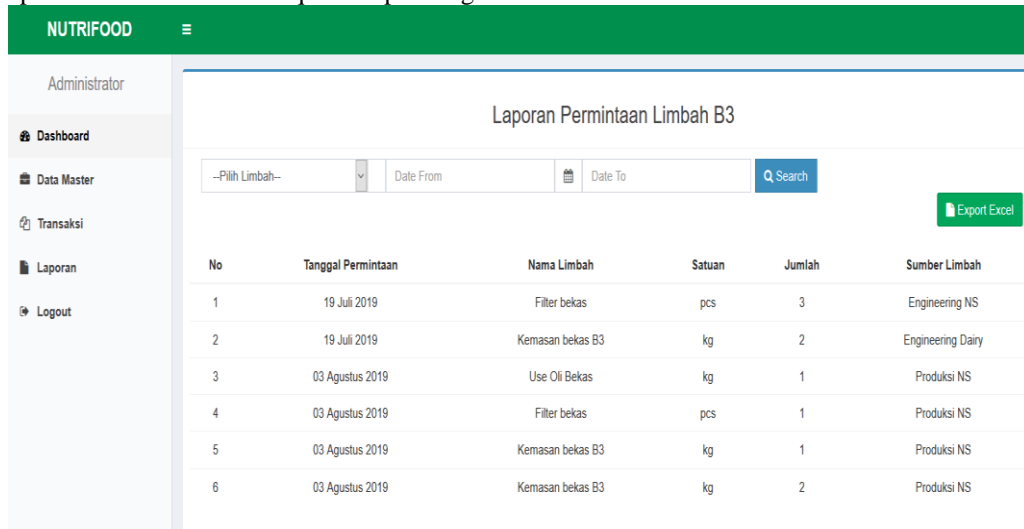 NUTRIFOOD
Administrator
Dashboard
Data Master
Transaksi
Laporan
Logout
Laporan Permintaan Limbah B3
--Pilih Limbah-- Date From Date To Search
Export Excel
No Tanggal Permintaan Nama Limbah Satuan Jumlah Sumber Limbah
1 19 Juli 2019 Filter bekas pcs 3 Engineering NS
2 19 Juli 2019 Kemasan bekas B3 kg 2 Engineering Dairy
3 03 Agustus 2019 Use Oli Bekas kg 1 Produksi NS
4 03 Agustus 2019 Filter bekas pcs 1 Produksi NS
5 03 Agustus 2019 Kemasan bekas B3 kg 1 Produksi NS
6 03 Agustus 2019 Kemasan bekas B3 kg 2 Produksi NS